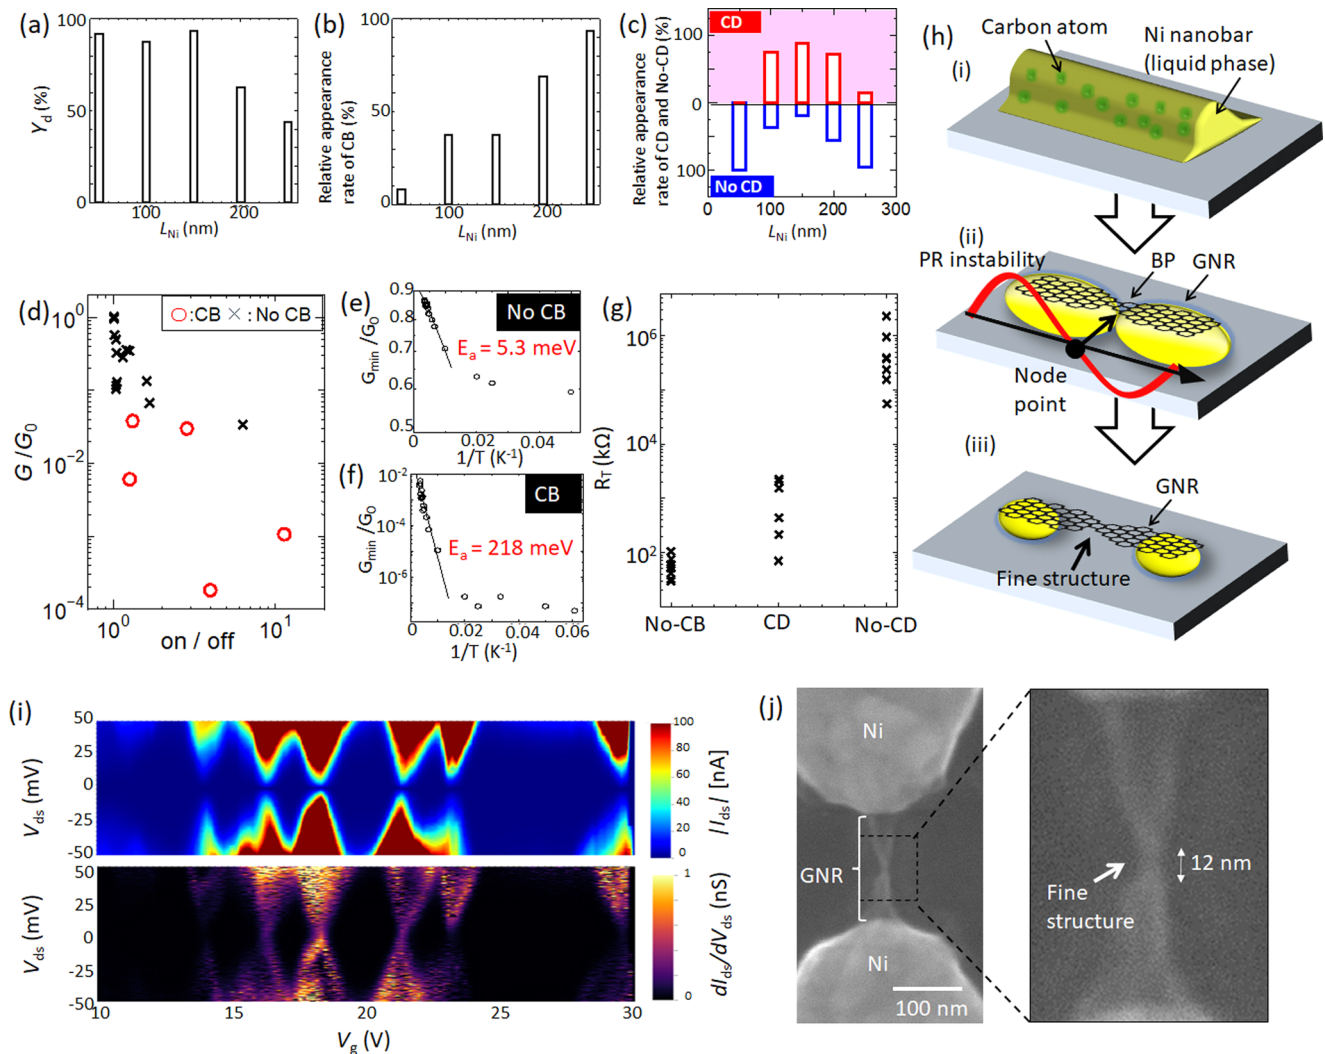 (a)
100
50
0
Y_d (%)
100
200
L_Ni (nm)
(b)
100
50
0
Relative appearance
rate of CB (%)
100
200
L_Ni (nm)
(c)
CD
No CD
100
0
100
Relative appearance
rate of CD and No-CD (%)
0 100 200 300
L_Ni (nm)
(d)
O:CB ×: No CB
10^0
10^-2
10^-4
G/G_0
10^0 10^1
on / off
(e)
No CB
E_a = 5.3 meV
0.9
0.8
0.7
0.6
0.5
G_min/G_0
0 0.02 0.04
1/T (K^-1)
(f)
CB
E_a = 218 meV
10^-2
10^-4
10^-6
G_min/G_0
0 0.02 0.04 0.06
1/T (K^-1)
(g)
10^6
10^4
10^2
R_T (kΩ)
No-CB CD No-CD
(h)
(i)
Carbon atom
Ni nanobar
(liquid phase)
(ii)
PR instability
BP
GNR
Node
point
(iii)
GNR
Fine structure
(i)
50
25
0
-25
-50
V_ds (mV)
100
80
60
40
20
0
|I_ds| [nA]
50
25
0
-25
-50
V_ds (mV)
1
0
dI_ds/dV_ds (nS)
10 15 20 25 30
V_g (V)
(j)
Ni
GNR
Ni
100 nm
Fine
structure
12 nm